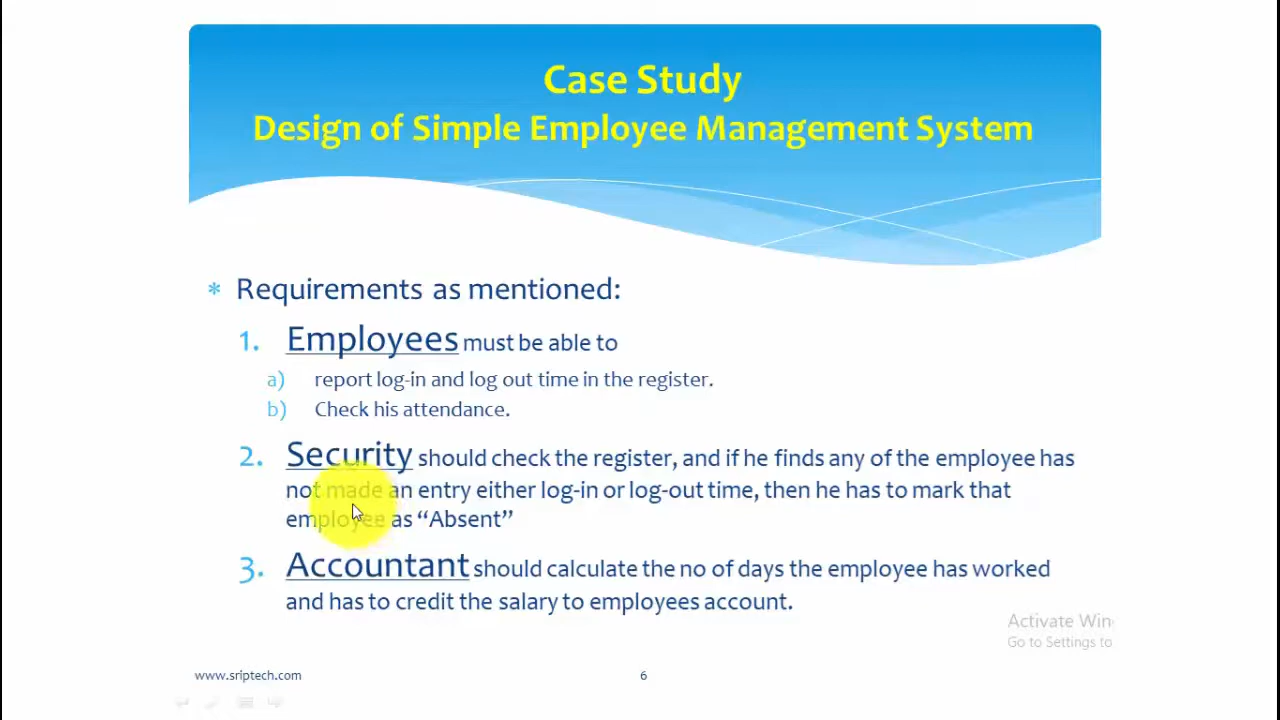 Case Study
Design of Simple Employee Management System
* Requirements as mentioned:
1. Employees must be able to
a) report log-in and log out time in the register.
b) Check his attendance.
2. Security should check the register, and if he finds any of the employee has
not made an entry either log-in or log-out time, then he has to mark that
employee as “Absent”
3. Accountant should calculate the no of days the employee has worked
and has to credit the salary to employees account.
Activate Win
Go to Settings to
www.sriptech.com
6